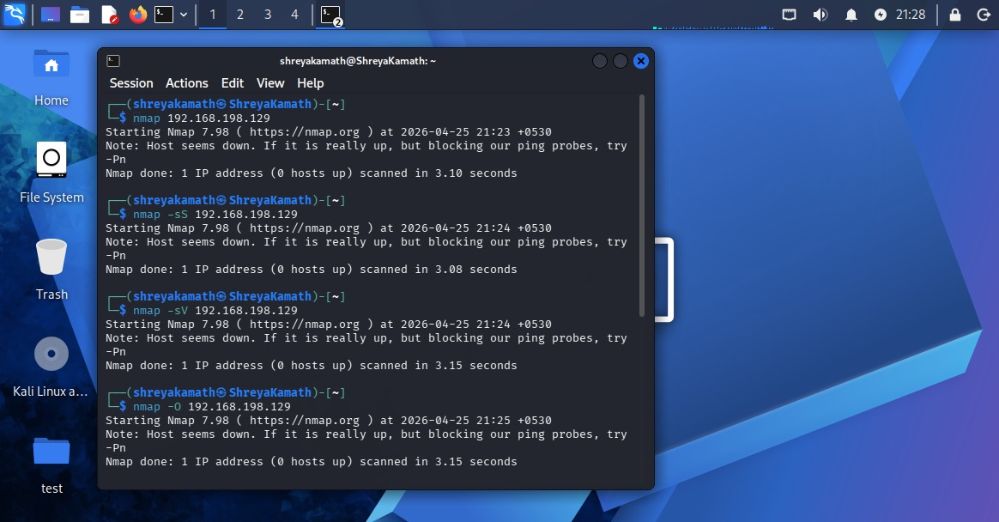 1 2 3 4 2 21:28
shreyakamath@ShreyaKamath: ~
Session Actions Edit View Help
┌──(shreyakamath㉿ShreyaKamath)-[~]
└─$ nmap 192.168.198.129
Starting Nmap 7.98 ( https://nmap.org ) at 2026-04-25 21:23 +0530
Note: Host seems down. If it is really up, but blocking our ping probes, try
-Pn
Nmap done: 1 IP address (0 hosts up) scanned in 3.10 seconds
┌──(shreyakamath㉿ShreyaKamath)-[~]
└─$ nmap -sS 192.168.198.129
Starting Nmap 7.98 ( https://nmap.org ) at 2026-04-25 21:24 +0530
Note: Host seems down. If it is really up, but blocking our ping probes, try
-Pn
Nmap done: 1 IP address (0 hosts up) scanned in 3.08 seconds
┌──(shreyakamath㉿ShreyaKamath)-[~]
└─$ nmap -sV 192.168.198.129
Starting Nmap 7.98 ( https://nmap.org ) at 2026-04-25 21:24 +0530
Note: Host seems down. If it is really up, but blocking our ping probes, try
-Pn
Nmap done: 1 IP address (0 hosts up) scanned in 3.15 seconds
┌──(shreyakamath㉿ShreyaKamath)-[~]
└─$ nmap -O 192.168.198.129
Starting Nmap 7.98 ( https://nmap.org ) at 2026-04-25 21:25 +0530
Note: Host seems down. If it is really up, but blocking our ping probes, try
-Pn
Nmap done: 1 IP address (0 hosts up) scanned in 3.15 seconds
Home
File System
Trash
Kali Linux a...
test